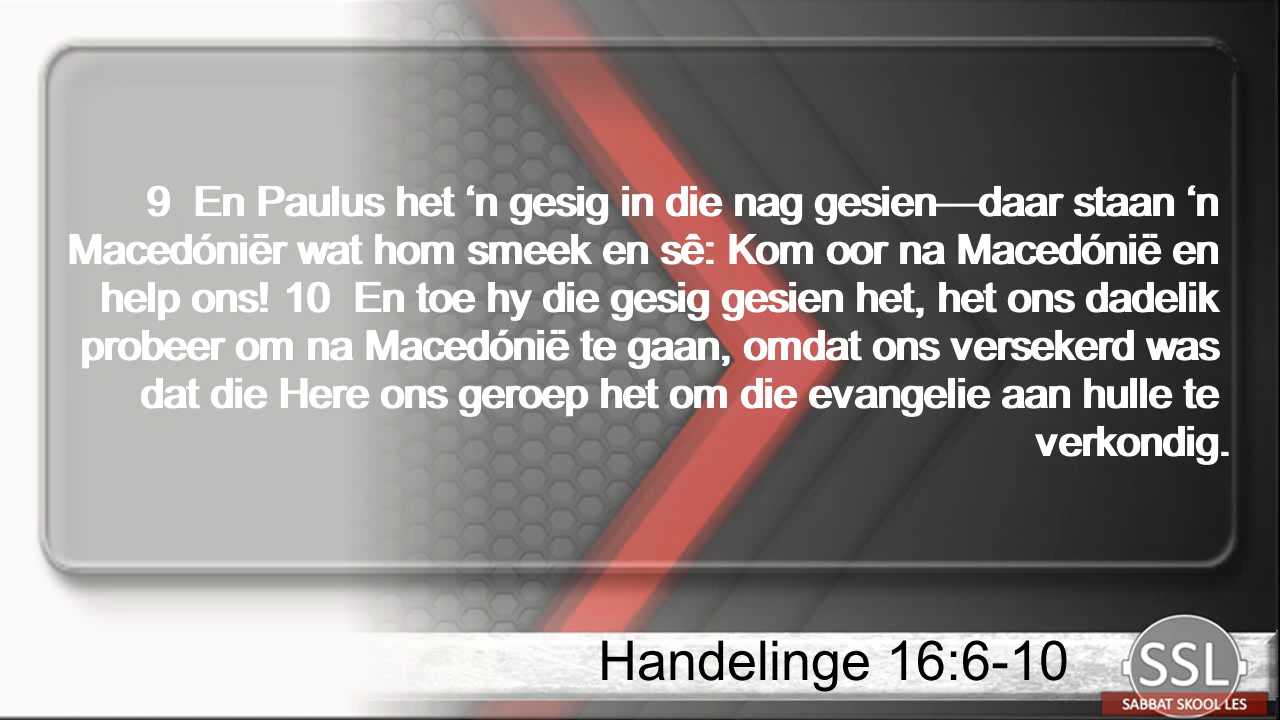 9  En Paulus het ‘n gesig in die nag gesien—daar staan ‘n
Macedóniër wat hom smeek en sê: Kom oor na Macedónië en
help ons! 10  En toe hy die gesig gesien het, het ons dadelik
probeer om na Macedónië te gaan, omdat ons versekerd was
dat die Here ons geroep het om die evangelie aan hulle te
verkondig.
Handelinge 16:6-10
SSL
SABBAT SKOOL LES